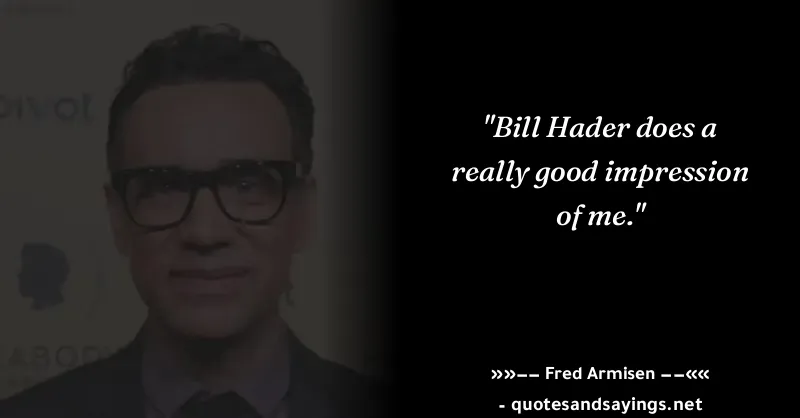 "Bill Hader does a
really good impression
of me."
»»−− Fred Armisen −−««
- quotesandsayings.net